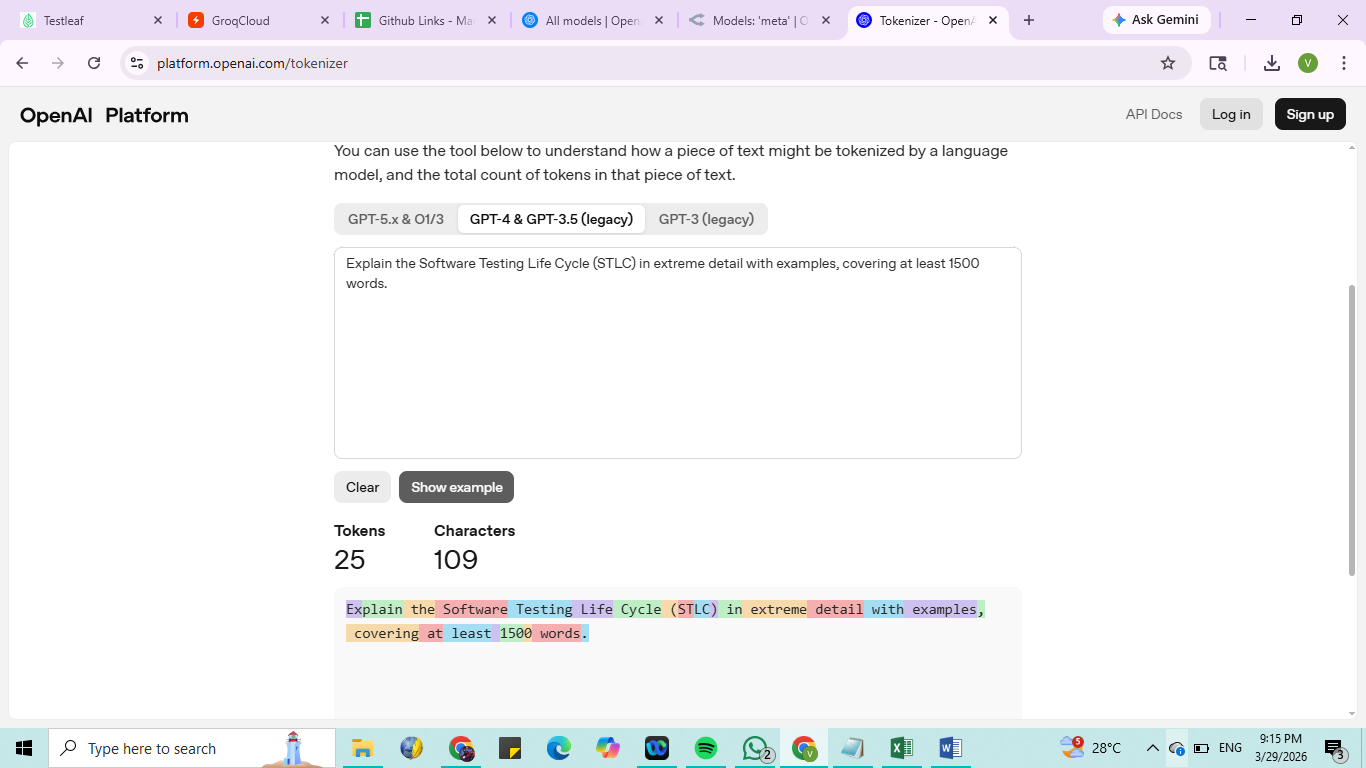 Testleaf
GroqCloud
Github Links - Ma
All models | Open
Models: 'meta' | O
Tokenizer - OpenA
Ask Gemini
platform.openai.com/tokenizer
V
OpenAI Platform
API Docs
Log in
Sign up
You can use the tool below to understand how a piece of text might be tokenized by a language
model, and the total count of tokens in that piece of text.
GPT-5.x & O1/3
GPT-4 & GPT-3.5 (legacy)
GPT-3 (legacy)
Explain the Software Testing Life Cycle (STLC) in extreme detail with examples, covering at least 1500
words.
Clear
Show example
Tokens
Characters
25
109
Explain the Software Testing Life Cycle (STLC) in extreme detail with examples,
covering at least 1500 words.
Type here to search
2
V
5
28°C
ENG
9:15 PM
3/29/2026
3